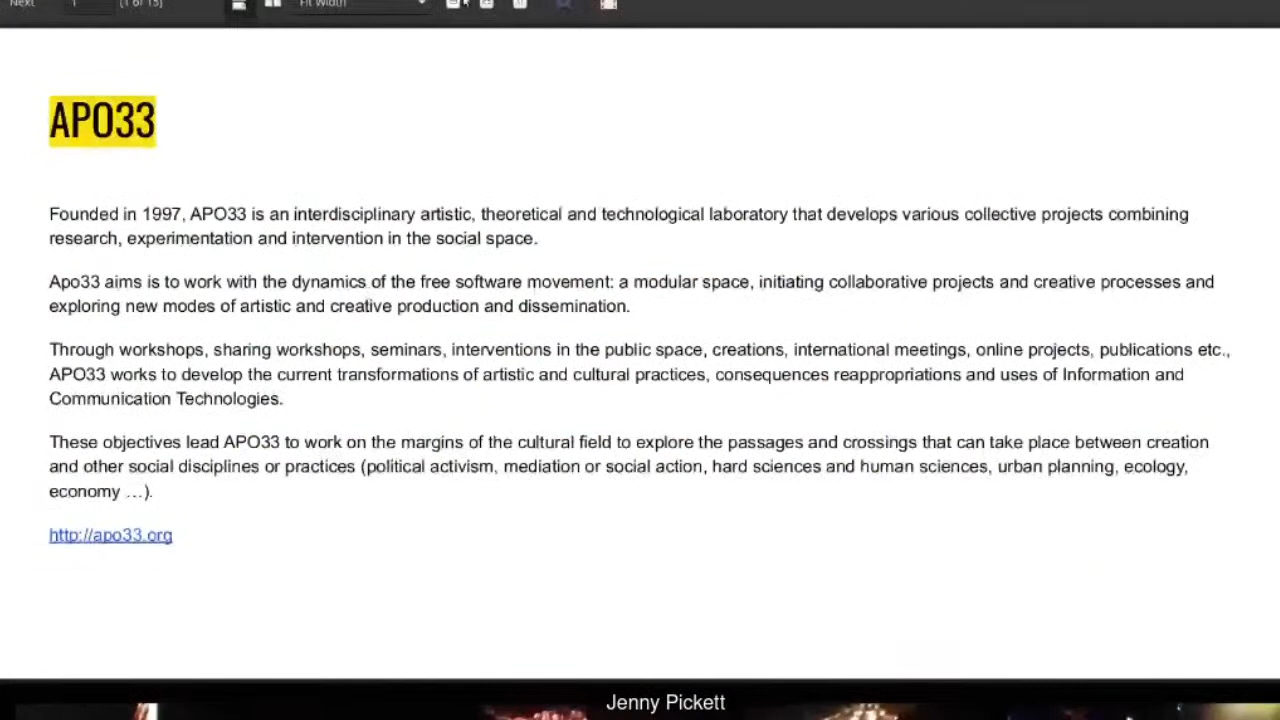 Next 1 (1 of 15) Fit Width
APO33
Founded in 1997, APO33 is an interdisciplinary artistic, theoretical and technological laboratory that develops various collective projects combining
research, experimentation and intervention in the social space.
Apo33 aims is to work with the dynamics of the free software movement: a modular space, initiating collaborative projects and creative processes and
exploring new modes of artistic and creative production and dissemination.
Through workshops, sharing workshops, seminars, interventions in the public space, creations, international meetings, online projects, publications etc.,
APO33 works to develop the current transformations of artistic and cultural practices, consequences reappropriations and uses of Information and
Communication Technologies.
These objectives lead APO33 to work on the margins of the cultural field to explore the passages and crossings that can take place between creation
and other social disciplines or practices (political activism, mediation or social action, hard sciences and human sciences, urban planning, ecology,
economy …).
http://apo33.org
Jenny Pickett